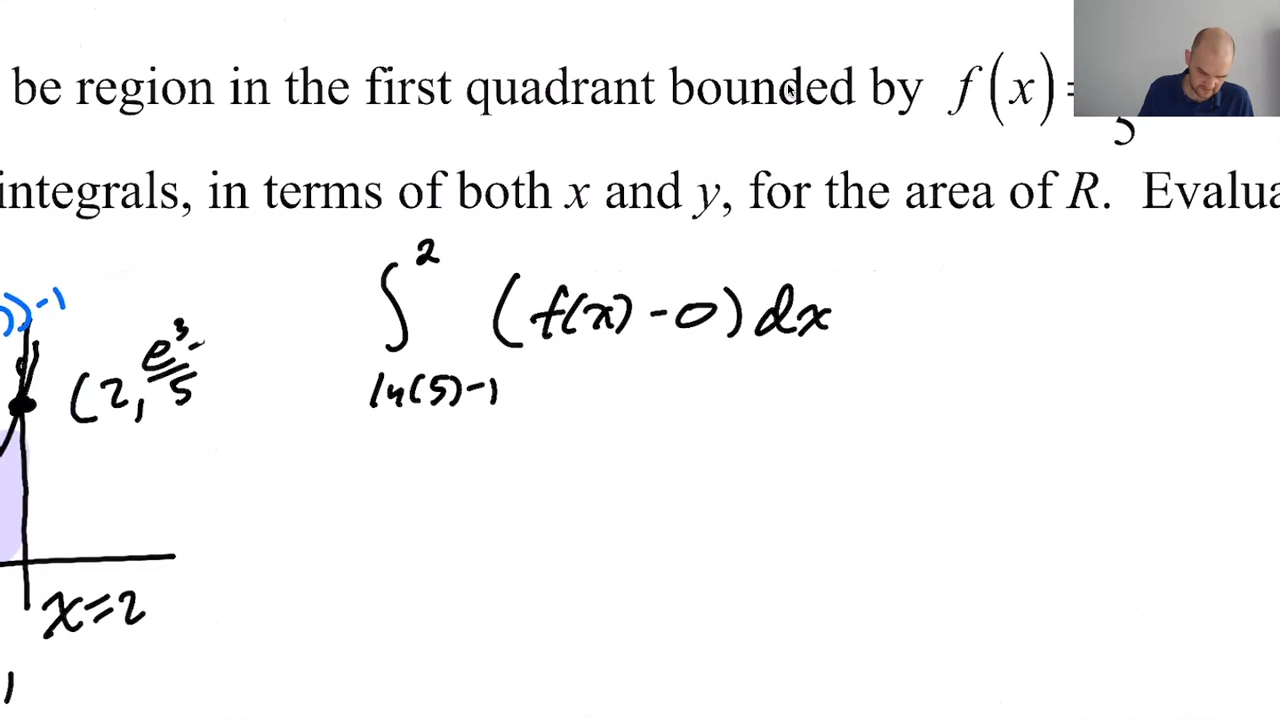 be region in the first quadrant bounded by f(x) =
integrals, in terms of both x and y, for the area of R. Evalua
∫ 2 ln(5)-1 (f(x)-0)dx
))-1
(2, e³- / 5
x=2